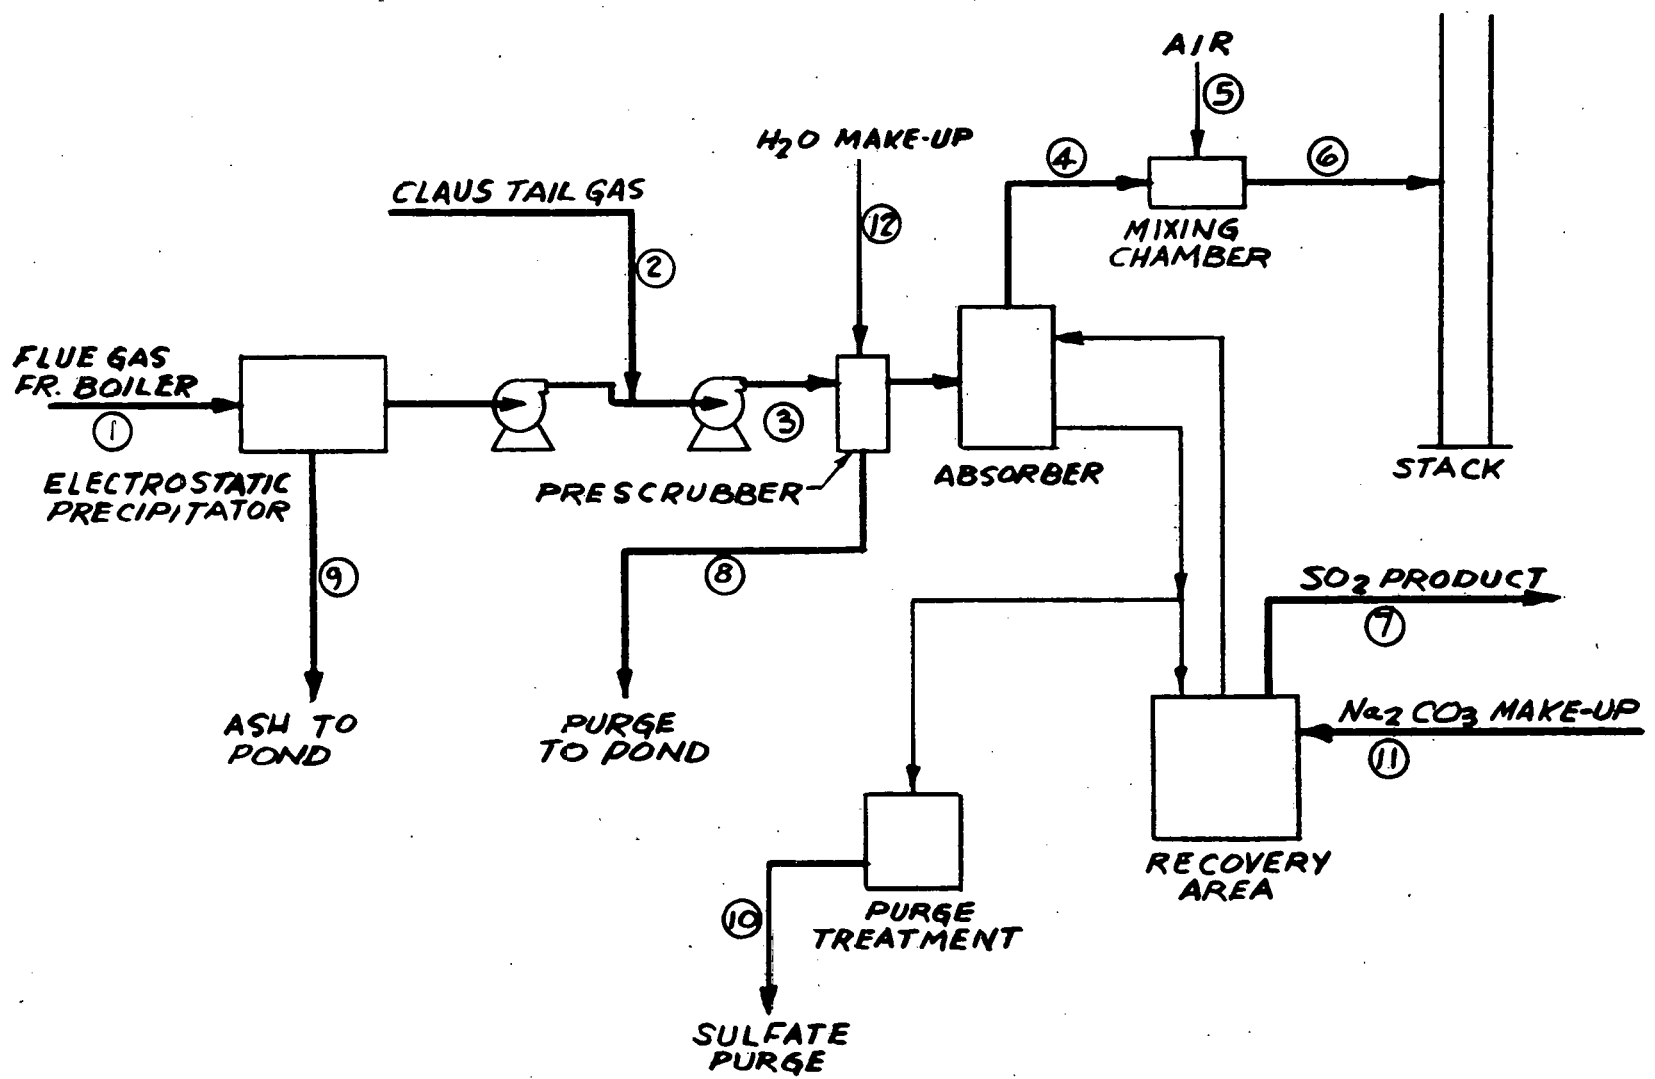 AIR
5
H2O MAKE-UP
4
6
CLAUS TAIL GAS
12
MIXING
CHAMBER
2
FLUE GAS
FR. BOILER
1
3
ELECTROSTATIC
PRECIPITATOR
PRESCRUBBER
ABSORBER
STACK
9
8
SO2 PRODUCT
7
ASH TO
POND
PURGE
TO POND
Na2 CO3 MAKE-UP
11
RECOVERY
AREA
10
PURGE
TREATMENT
SULFATE
PURGE